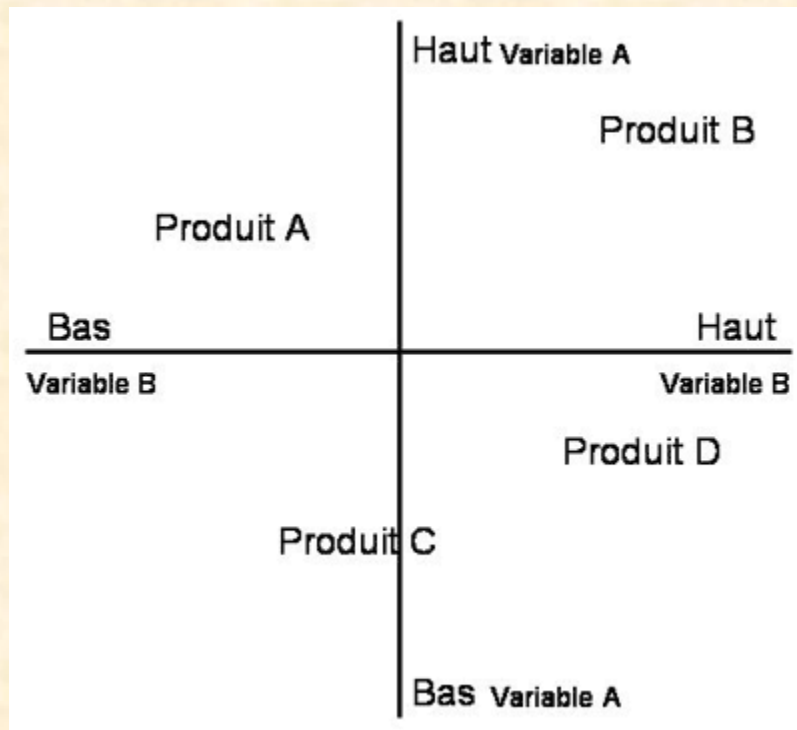 Haut Variable A
Produit B
Produit A
Bas
Haut
Variable B
Variable B
Produit D
Produit C
Bas Variable A